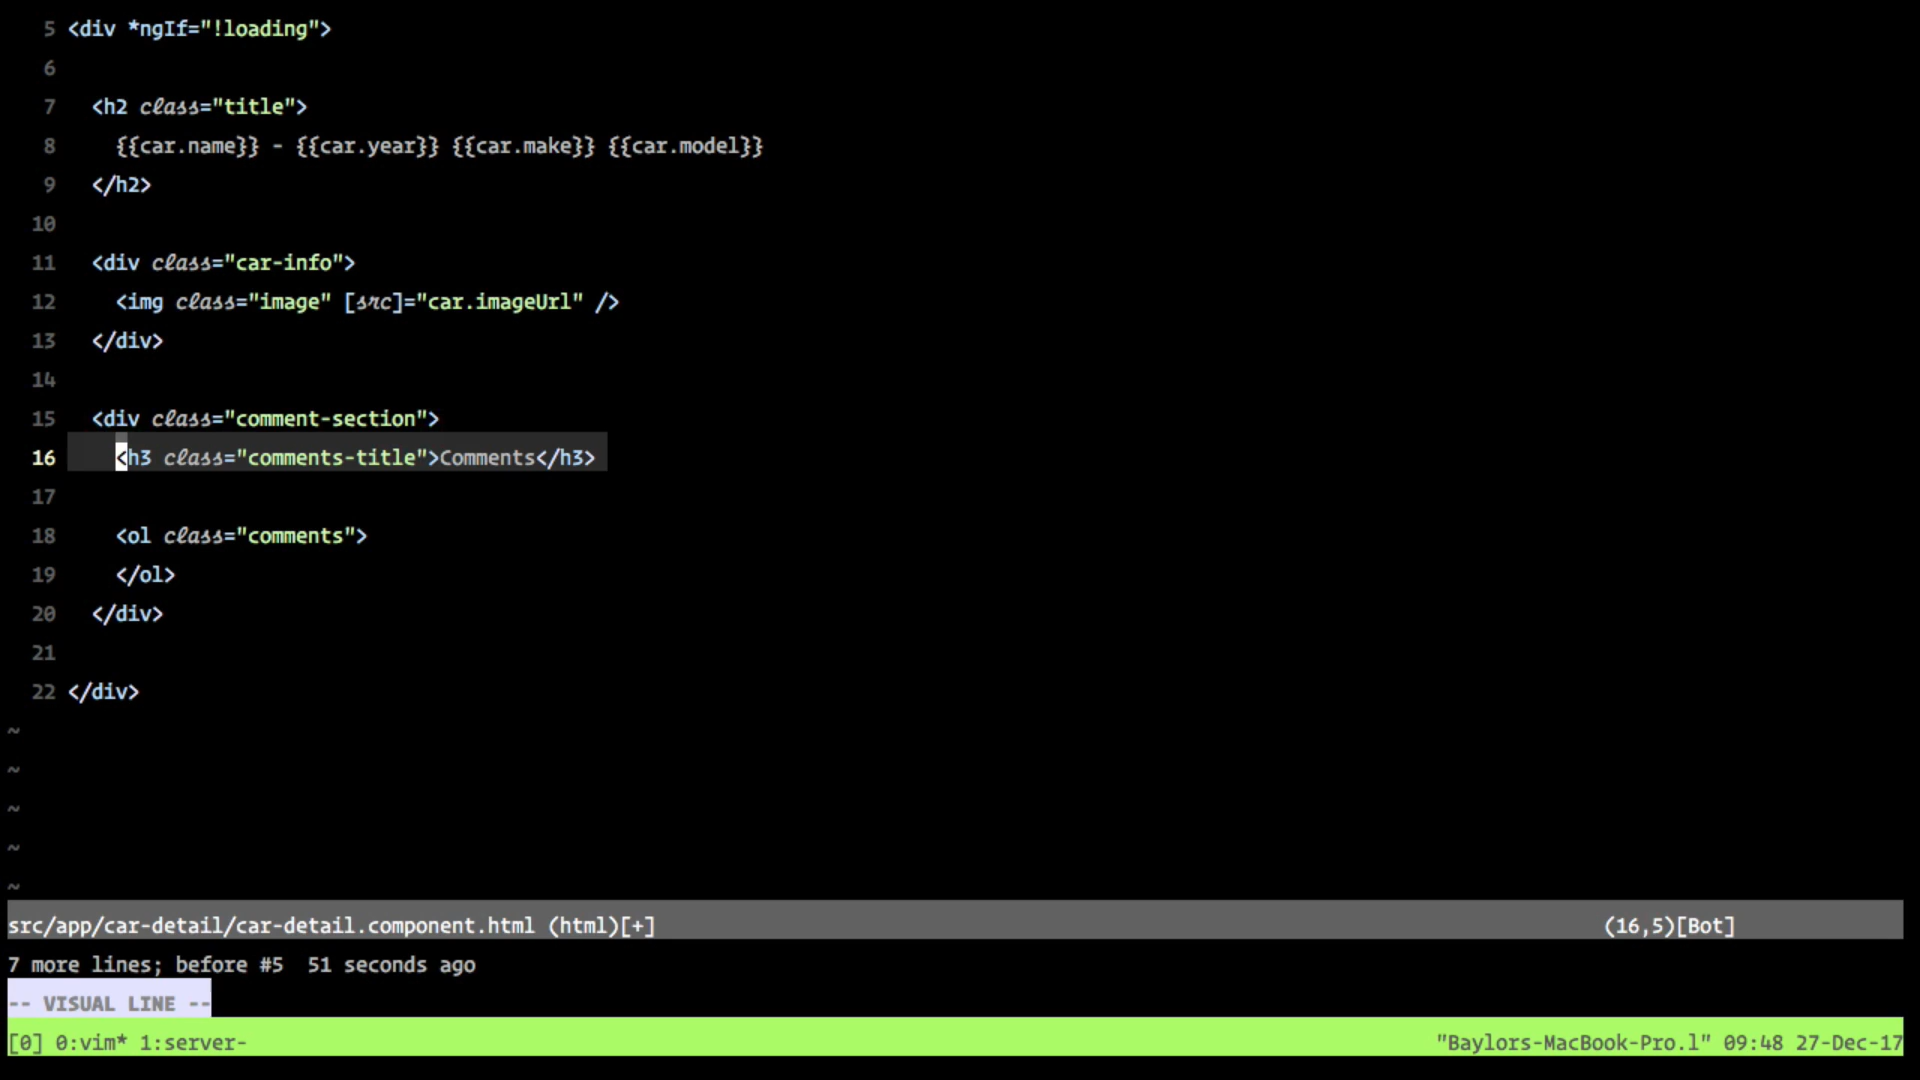 5 <div *ngIf="!loading">
6
7   <h2 class="title">
8     {{car.name}} - {{car.year}} {{car.make}} {{car.model}}
9   </h2>
10
11   <div class="car-info">
12     <img class="image" [src]="car.imageUrl" />
13   </div>
14
15   <div class="comment-section">
16     <h3 class="comments-title">Comments</h3>
17
18     <ol class="comments">
19     </ol>
20   </div>
21
22 </div>
~
~
~
~
~
src/app/car-detail/car-detail.component.html (html)[+] (16,5)[Bot]
7 more lines; before #5  51 seconds ago
-- VISUAL LINE --
[0] 0:vim* 1:server- "Baylors-MacBook-Pro.l" 09:48 27-Dec-17